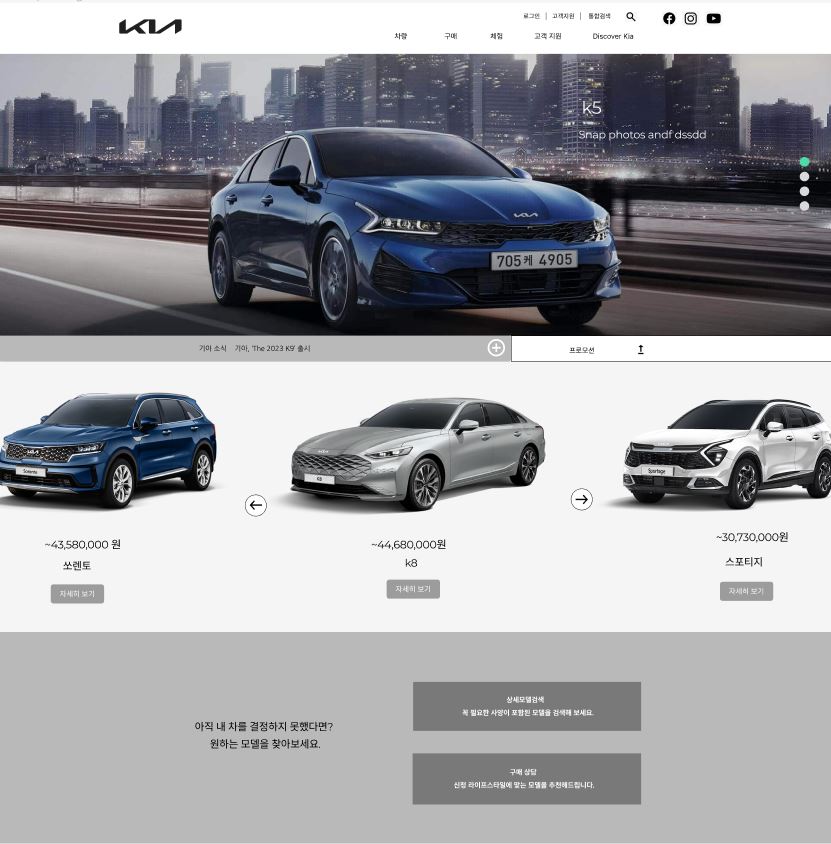 로그인 | 고객지원 | 통합검색
KIA
차량 구매 체험 고객 지원 Discover Kia
k5
Snap photos andf dssdd
KIA
705케 4905
기아 소식 기아, 'The 2023 K9' 출시
프로모션
Sorento
K8
Sportage
~43,580,000 원
쏘렌토
자세히 보기
~44,680,000원
k8
자세히 보기
~30,730,000원
스포티지
자세히 보기
아직 내 차를 결정하지 못했다면?
원하는 모델을 찾아보세요.
상세모델검색
꼭 필요한 사양이 포함된 모델을 검색해 보세요.
구매 상담
신청 라이프스타일에 맞는 모델를 추천해드립니다.